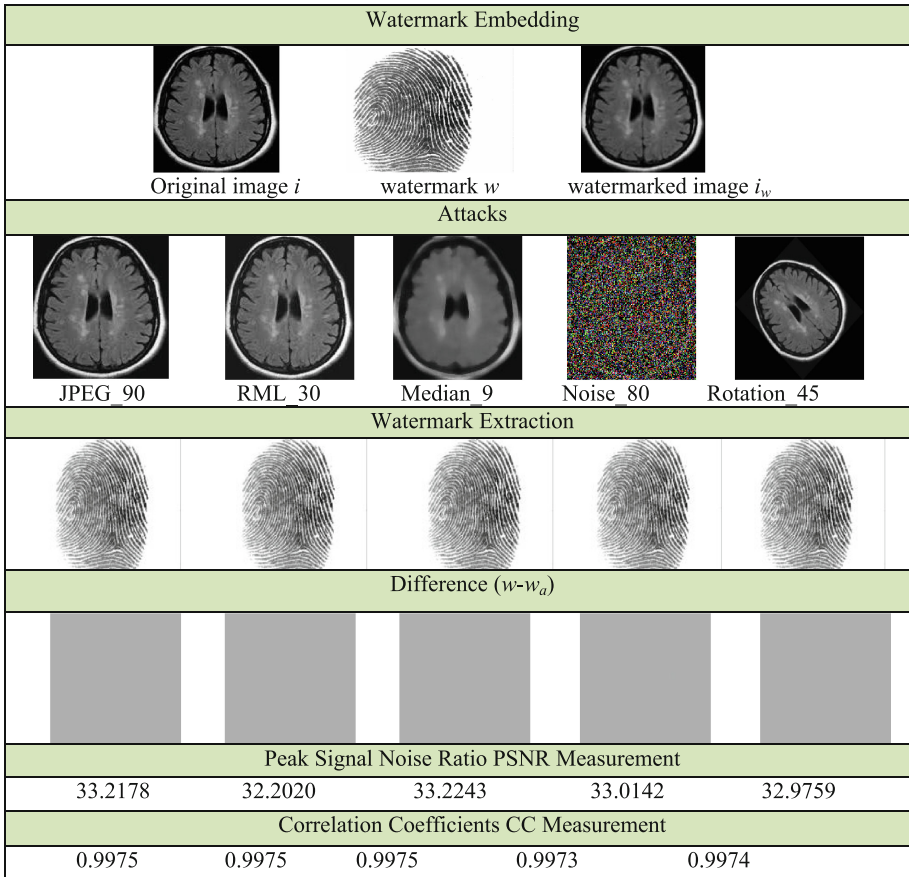 Watermark Embedding
Original image i watermark w watermarked image iw
Attacks
JPEG_90 RML_30 Median_9 Noise_80 Rotation_45
Watermark Extraction
Difference (w-wa)
Peak Signal Noise Ratio PSNR Measurement
33.2178 32.2020 33.2243 33.0142 32.9759
Correlation Coefficients CC Measurement
0.9975 0.9975 0.9975 0.9973 0.9974